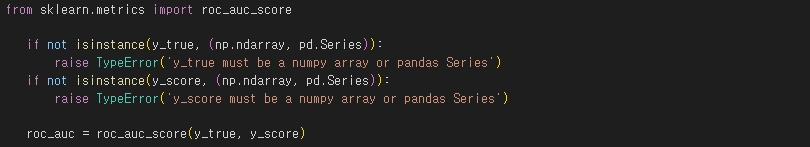 from sklearn.metrics import roc_auc_score
if not isinstance(y_true, (np.ndarray, pd.Series)):
raise TypeError('y_true must be a numpy array or pandas Series')
if not isinstance(y_score, (np.ndarray, pd.Series)):
raise TypeError('y_score must be a numpy array or pandas Series')
roc_auc = roc_auc_score(y_true, y_score)